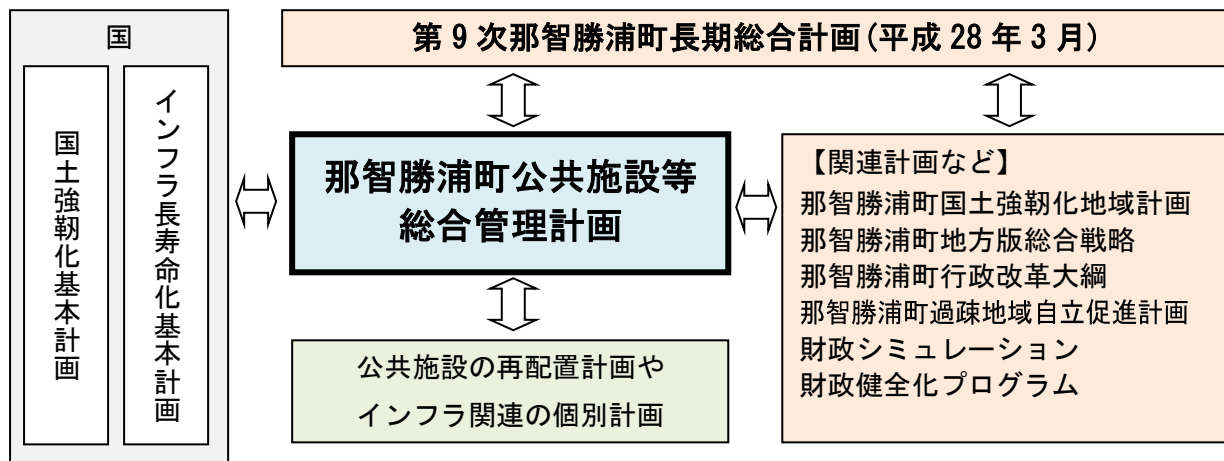 国
国土強靭化基本計画
インフラ長寿命化基本計画
第9次那智勝浦町長期総合計画(平成28年3月)
那智勝浦町公共施設等
総合管理計画
公共施設の再配置計画や
インフラ関連の個別計画
【関連計画など】
那智勝浦町国土強靭化地域計画
那智勝浦町地方版総合戦略
那智勝浦町行政改革大綱
那智勝浦町過疎地域自立促進計画
財政シミュレーション
財政健全化プログラム